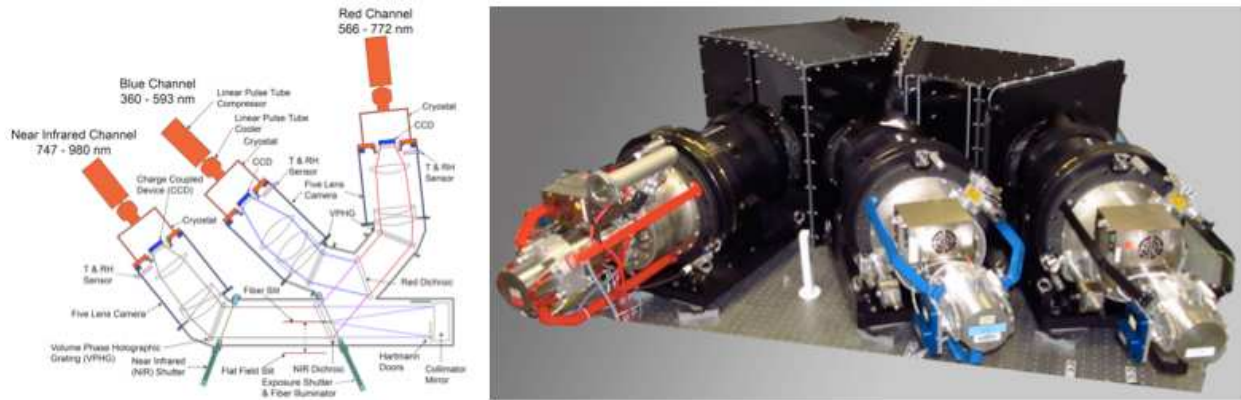 Red Channel
566 - 772 nm
Blue Channel
360 - 593 nm
Linear Pulse Tube
Compressor
Near Infrared Channel
747 - 980 nm
Linear Pulse Tube
Cooler
Cryostat
CCD
Cryostat
CCD
T & RH
Sensor
T & RH
Sensor
Charge Coupled
Device (CCD)
Five Lens
Camera
VPHG
Cryostat
T & RH
Sensor
Red Dichroic
Fiber Slit
Five Lens Camera
Volume Phase Holographic
Grating (VPHG)
Near Infrared
(NIR) Shutter
Flat Field Slit
NIR Dichroic
Exposure Shutter
& Fiber Illuminator
Hartmann
Doors
Collimator
Mirror